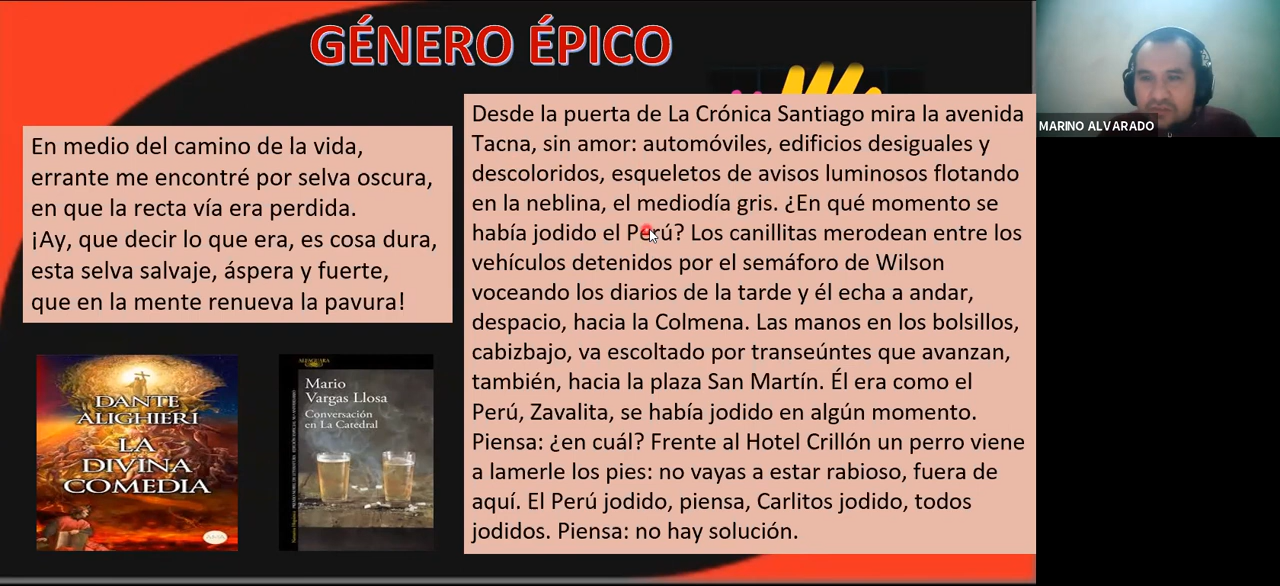 GÉNERO ÉPICO
En medio del camino de la vida,
errante me encontré por selva oscura,
en que la recta vía era perdida.
¡Ay, que decir lo que era, es cosa dura,
esta selva salvaje, áspera y fuerte,
que en la mente renueva la pavura!
Desde la puerta de La Crónica Santiago mira la avenida
Tacna, sin amor: automóviles, edificios desiguales y
descoloridos, esqueletos de avisos luminosos flotando
en la neblina, el mediodía gris. ¿En qué momento se
había jodido el Perú? Los canillitas merodean entre los
vehículos detenidos por el semáforo de Wilson
voceando los diarios de la tarde y él echa a andar,
despacio, hacia la Colmena. Las manos en los bolsillos,
cabizbajo, va escoltado por transeúntes que avanzan,
también, hacia la plaza San Martín. Él era como el
Perú, Zavalita, se había jodido en algún momento.
Piensa: ¿en cuál? Frente al Hotel Crillón un perro viene
a lamerle los pies: no vayas a estar rabioso, fuera de
aquí. El Perú jodido, piensa, Carlitos jodido, todos
jodidos. Piensa: no hay solución.
DANTE
ALIGHIERI
LA
DIVINA
COMEDIA
ALFAGUARA
Mario
Vargas Llosa
Conversación
en La Catedral
MARINO ALVARADO